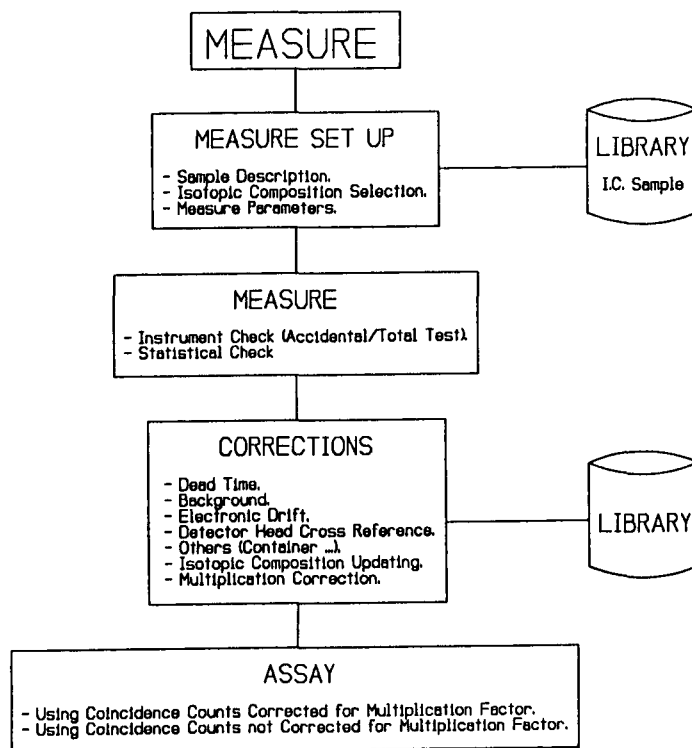 MEASURE
MEASURE SET UP
- Sample Description.
- Isotopic Composition Selection.
- Measure Parameters.
LIBRARY
I.C. Sample
MEASURE
- Instrument Check (Accidental/Total Test).
- Statistical Check
CORRECTIONS
- Dead Time.
- Background.
- Electronic Drift.
- Detector Head Cross Reference.
- Others (Container ...).
- Isotopic Composition Updating.
- Multiplication Correction.
LIBRARY
ASSAY
- Using Coincidence Counts Corrected for Multiplication Factor.
- Using Coincidence Counts not Corrected for Multiplication Factor.